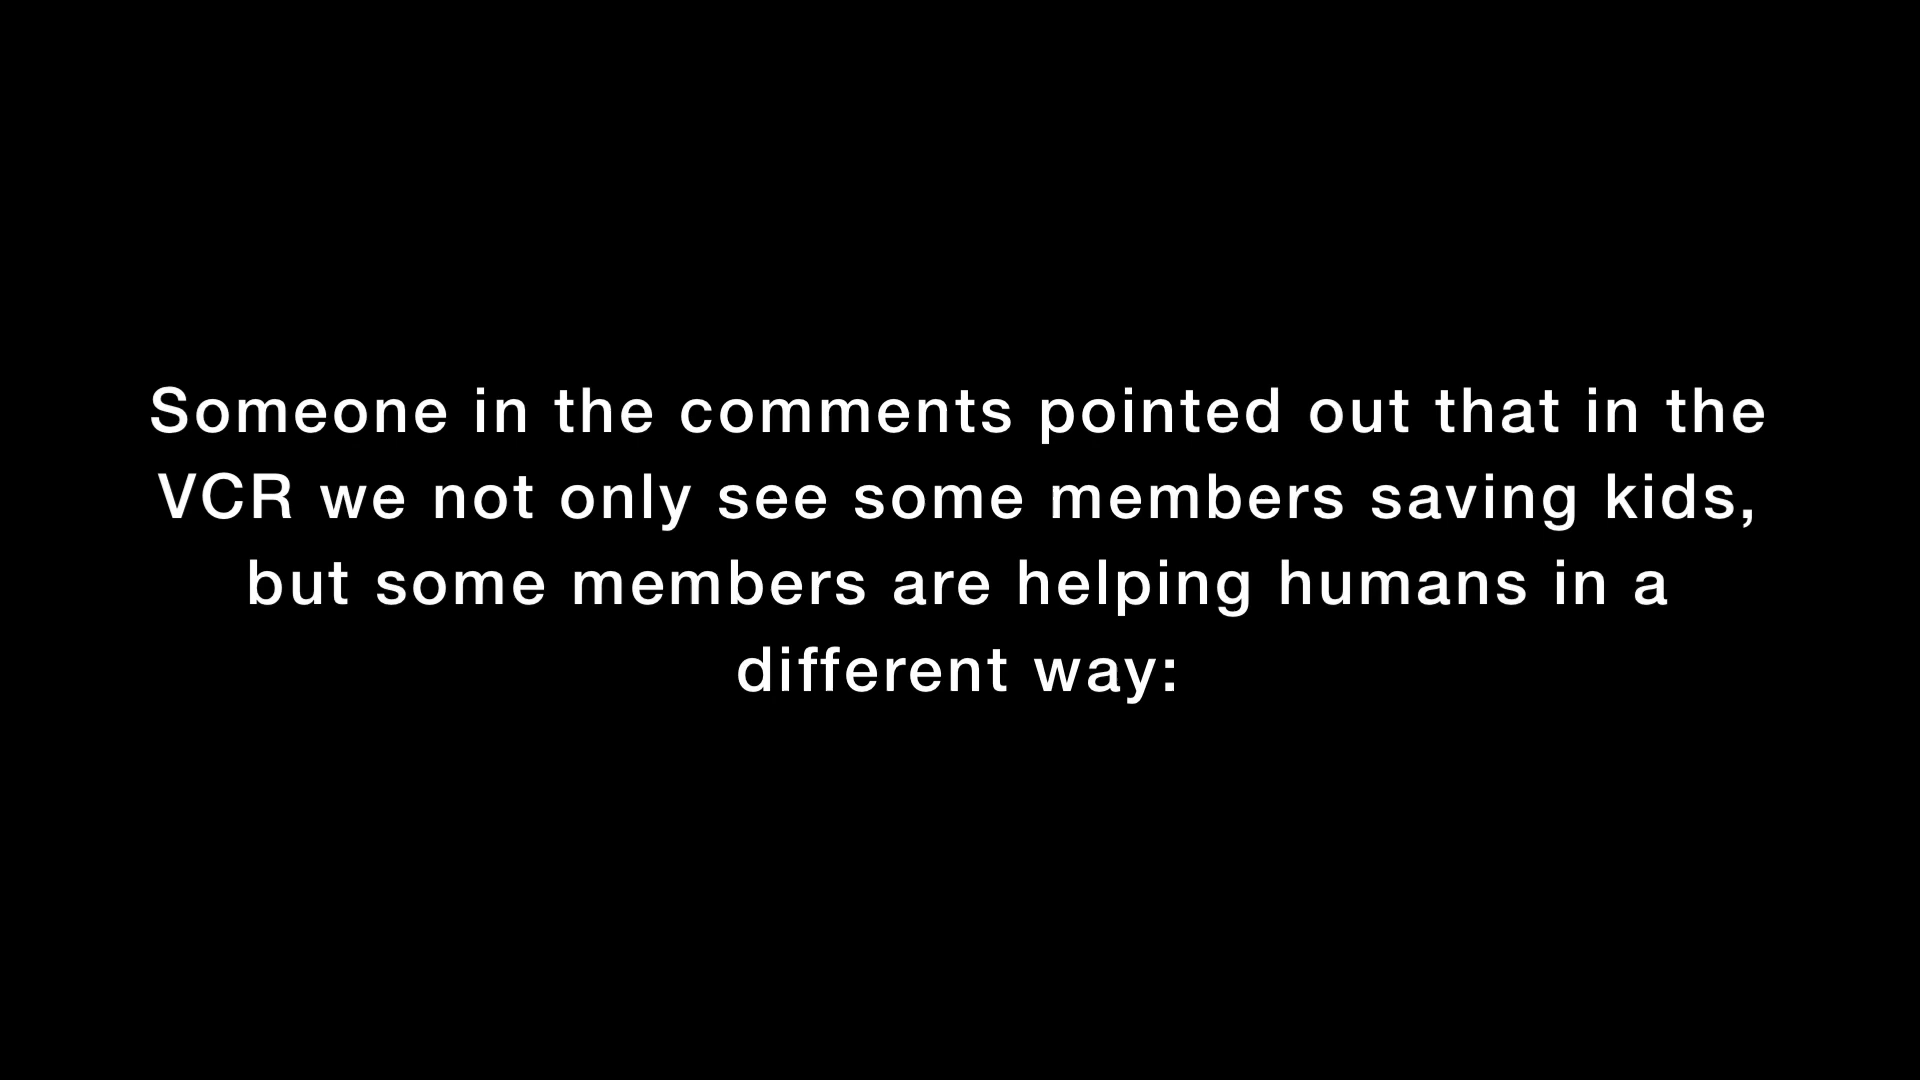 Someone in the comments pointed out that in the
VCR we not only see some members saving kids,
but some members are helping humans in a
different way: